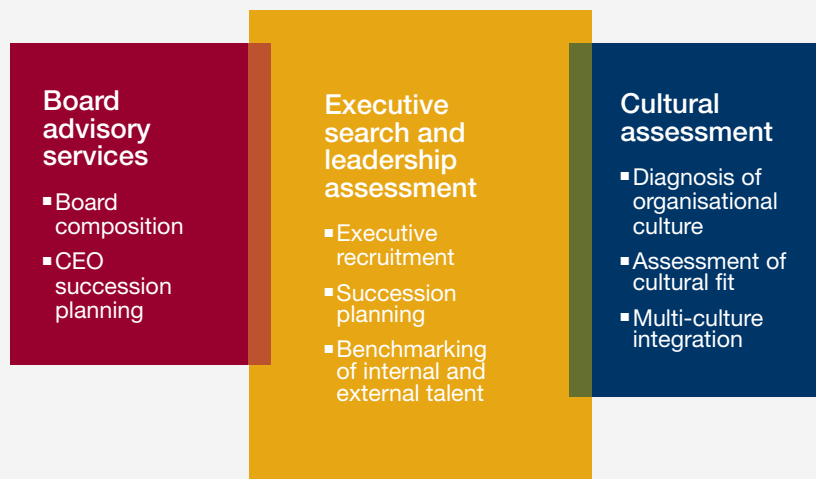 Board
advisory
services
▪Board
composition
▪CEO
succession
planning
Executive
search and
leadership
assessment
▪Executive
recruitment
▪Succession
planning
▪Benchmarking
of internal and
external talent
Cultural
assessment
▪Diagnosis of
organisational
culture
▪Assessment of
cultural fit
▪Multi-culture
integration